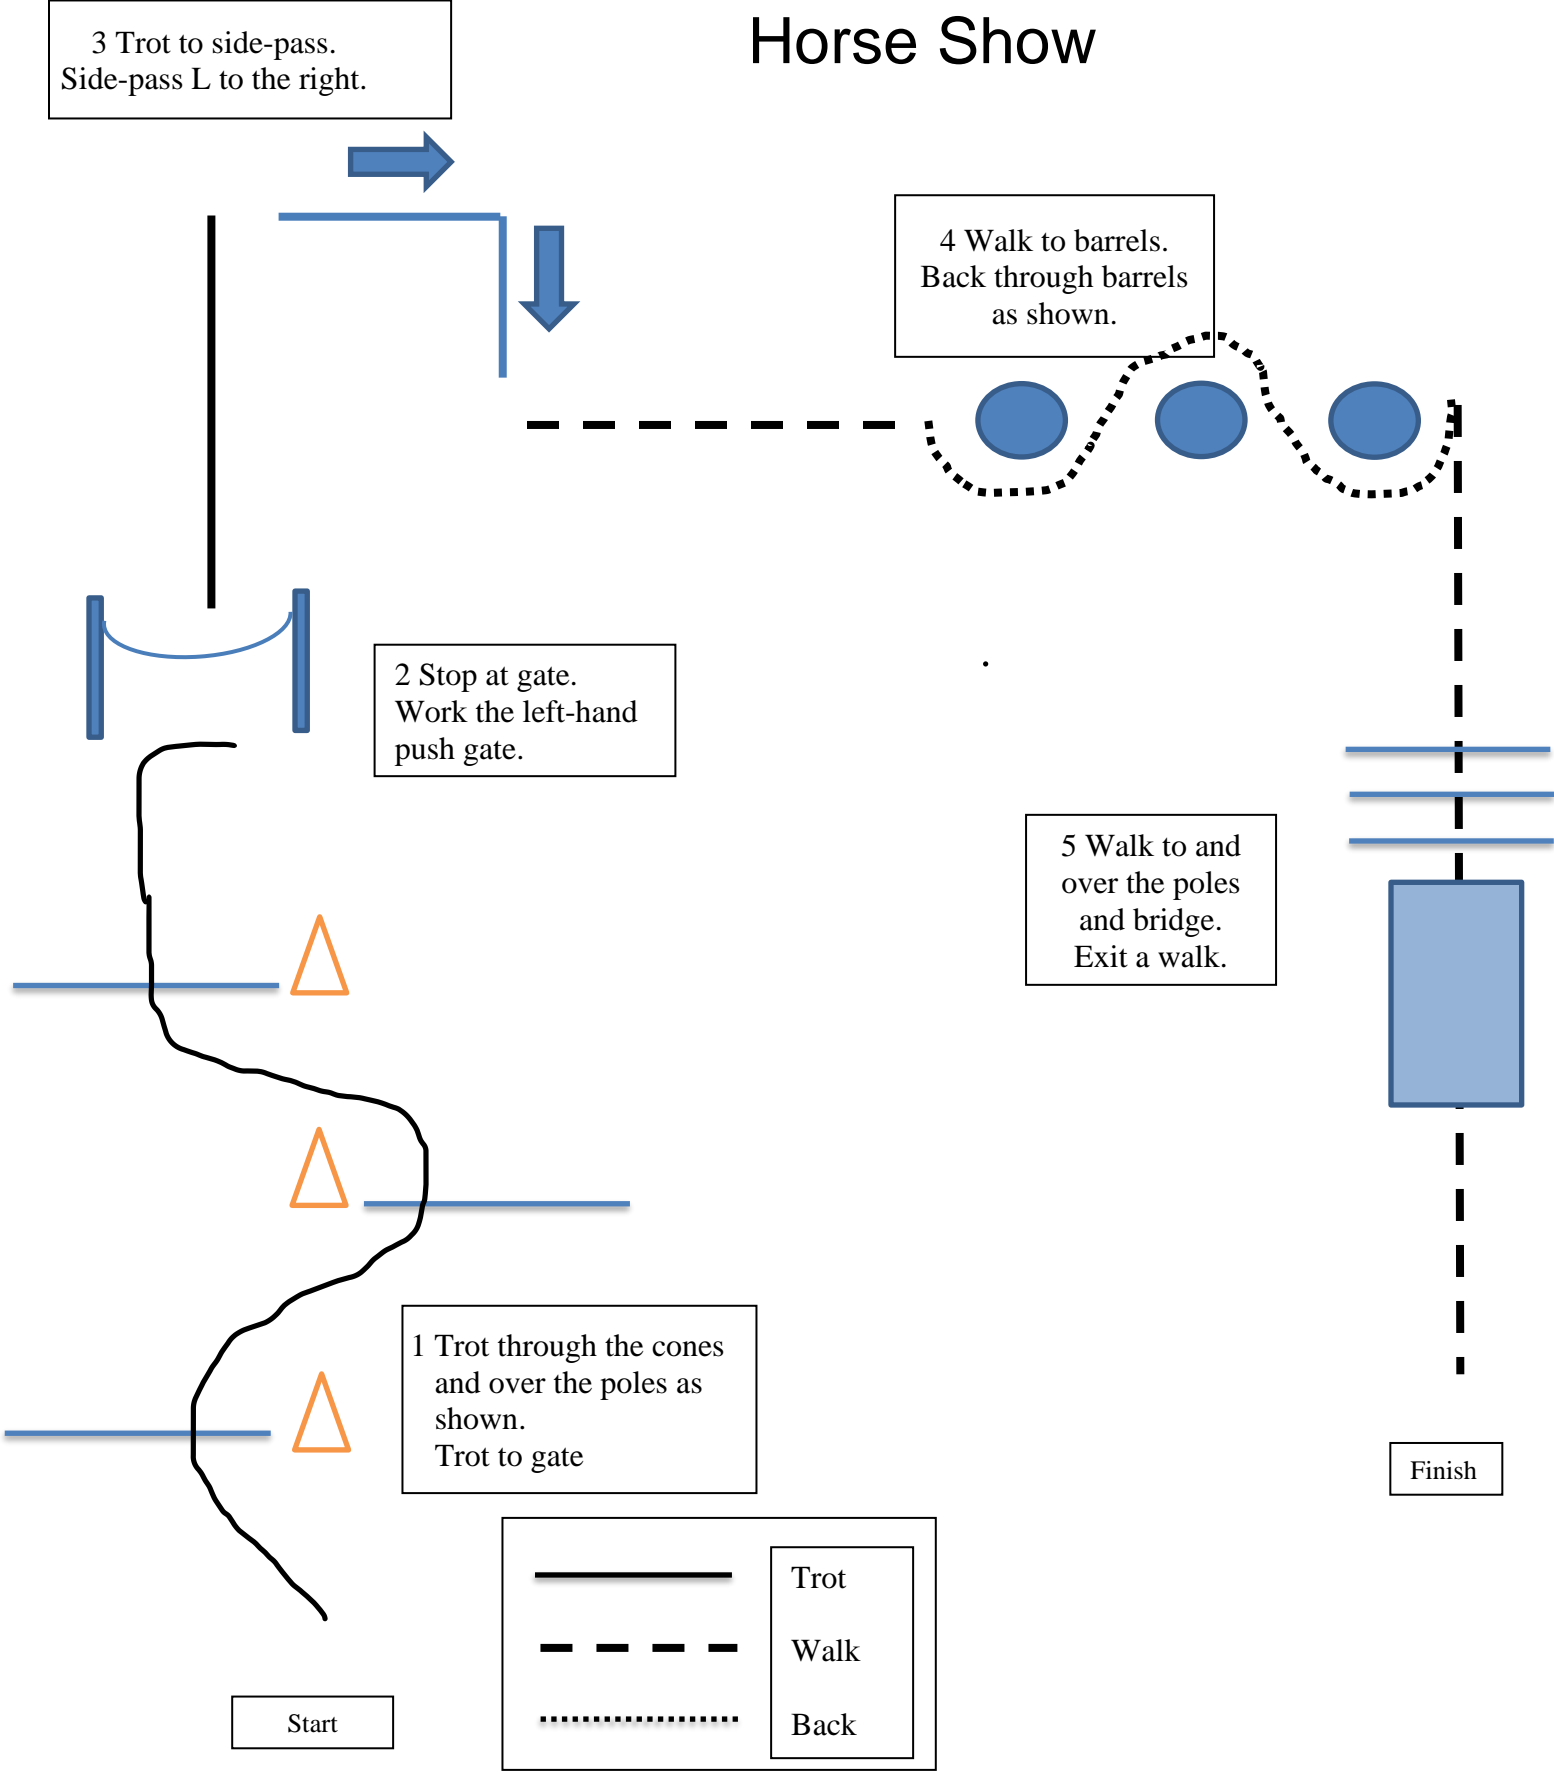 Horse Show
3 Trot to side-pass.
Side-pass L to the right.
4 Walk to barrels.
Back through barrels
as shown.
2 Stop at gate.
Work the left-hand
push gate.
5 Walk to and
over the poles
and bridge.
Exit a walk.
1 Trot through the cones
and over the poles as
shown.
Trot to gate
Finish
Trot
Walk
Back
Start